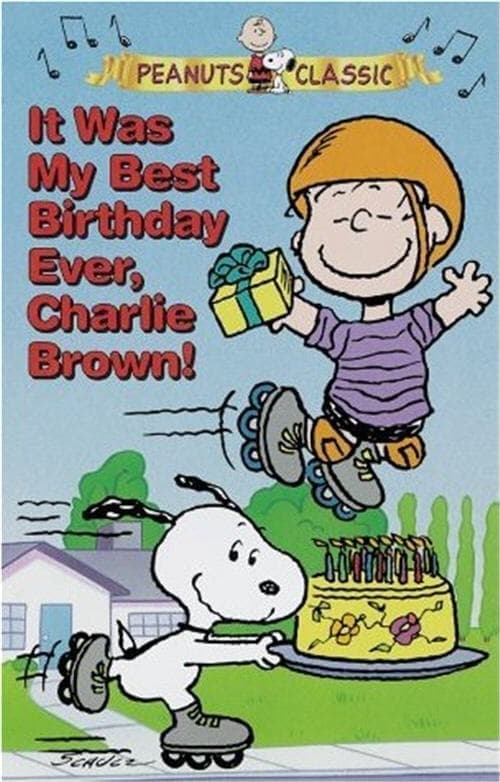 PEANUTS CLASSIC
It Was
My Best
Birthday
Ever,
Charlie
Brown!
SCHULZ